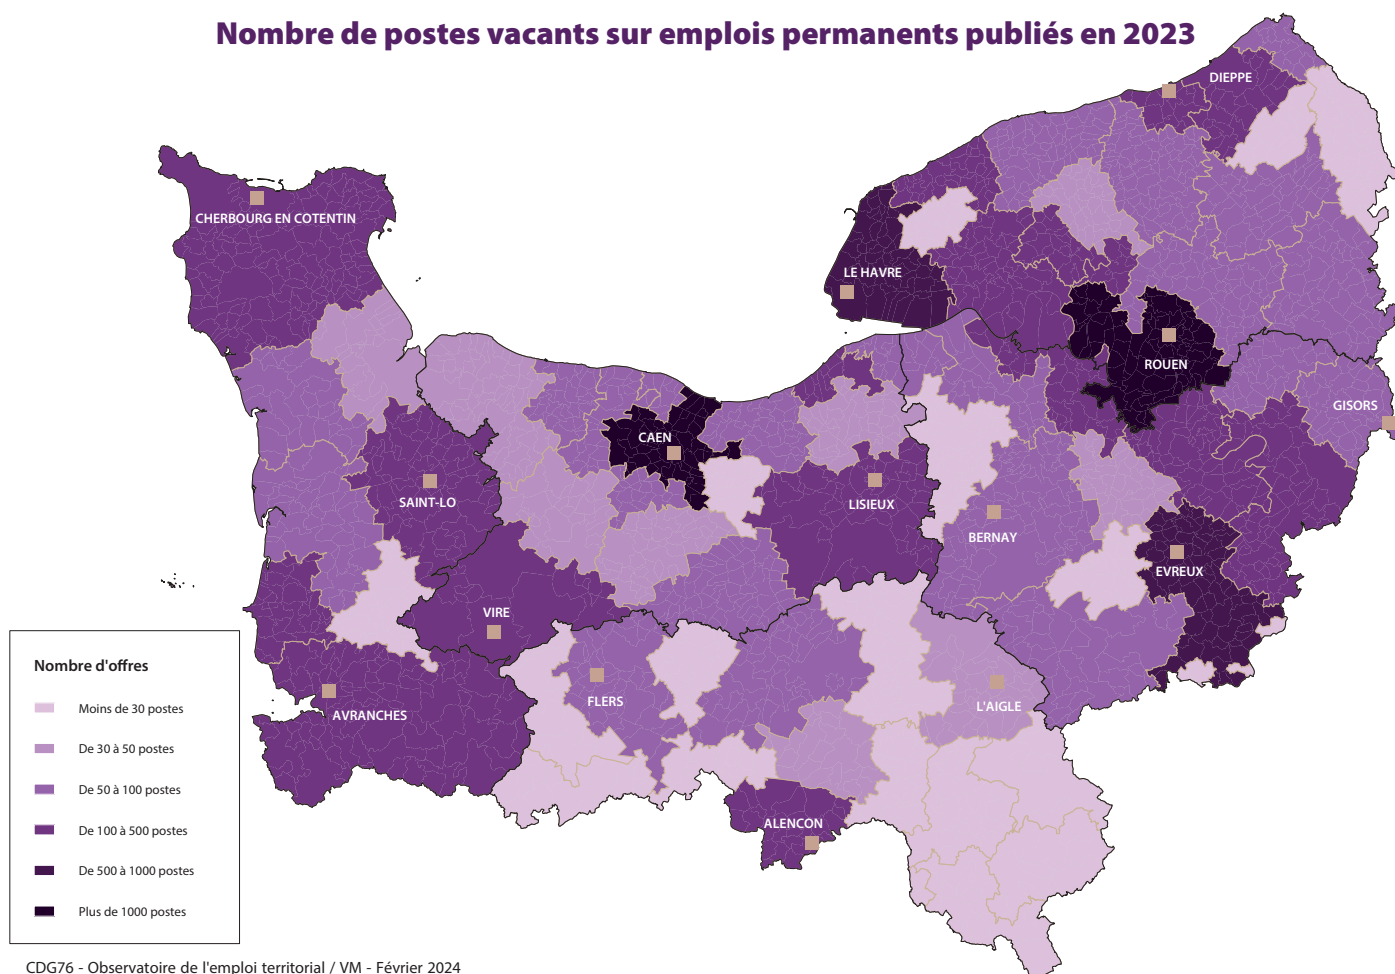 Nombre de postes vacants sur emplois permanents publiés en 2023
DIEPPE
CHERBOURG EN COTENTIN
LE HAVRE
ROUEN
GISORS
CAEN
SAINT-LO
LISIEUX
BERNAY
EVREUX
VIRE
FLERS
L'AIGLE
AVRANCHES
ALENCON
Nombre d'offres
Moins de 30 postes
De 30 à 50 postes
De 50 à 100 postes
De 100 à 500 postes
De 500 à 1000 postes
Plus de 1000 postes
CDG76 - Observatoire de l'emploi territorial / VM - Février 2024